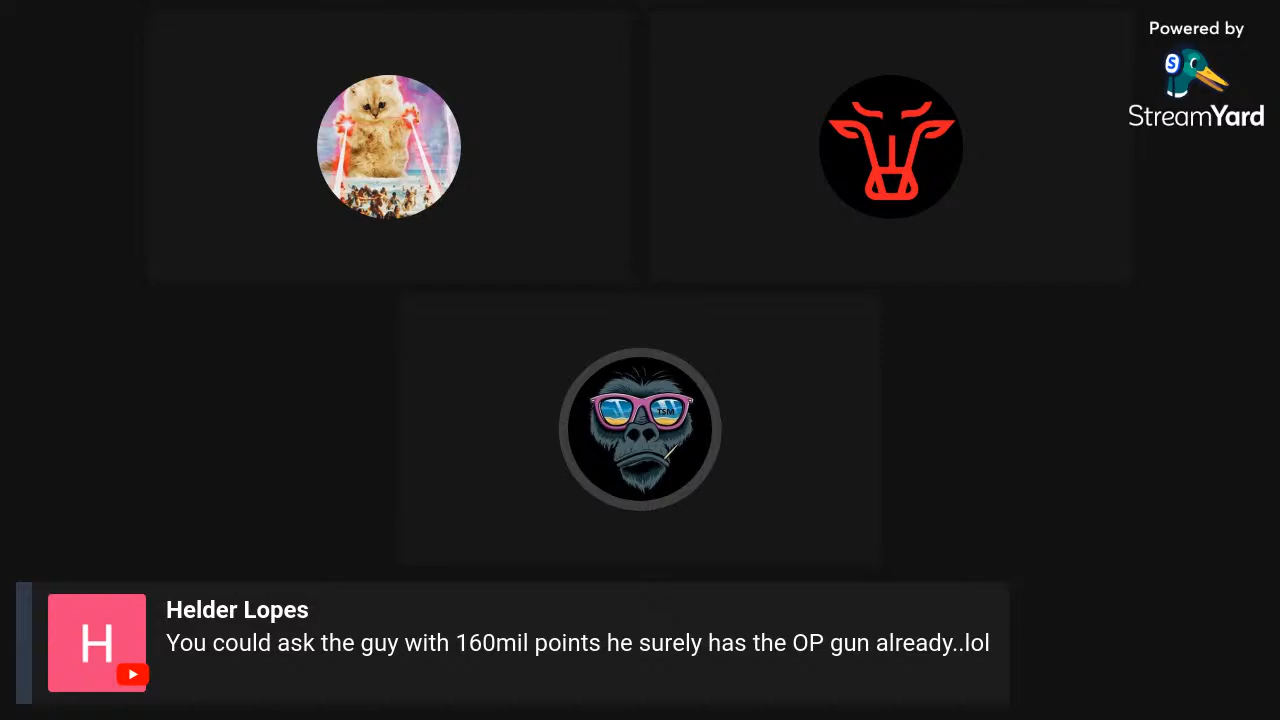 Powered by
S
StreamYard
TSM
H
Helder Lopes
You could ask the guy with 160mil points he surely has the OP gun already..lol